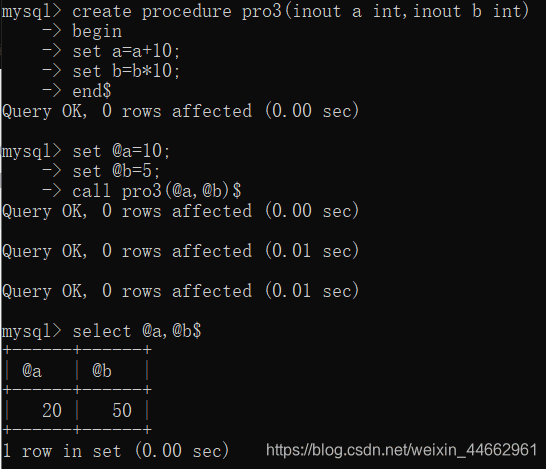 mysql> create procedure pro3(inout a int,inout b int)
    -> begin
    -> set a=a+10;
    -> set b=b*10;
    -> end$
Query OK, 0 rows affected (0.00 sec)

mysql> set @a=10;
    -> set @b=5;
    -> call pro3(@a,@b)$
Query OK, 0 rows affected (0.00 sec)

Query OK, 0 rows affected (0.01 sec)

Query OK, 0 rows affected (0.01 sec)

mysql> select @a,@b$
+------+------+
| @a   | @b   |
+------+------+
|   20 |   50 |
+------+------+
1 row in set (0.00 sec)
https://blog.csdn.net/weixin_44662961